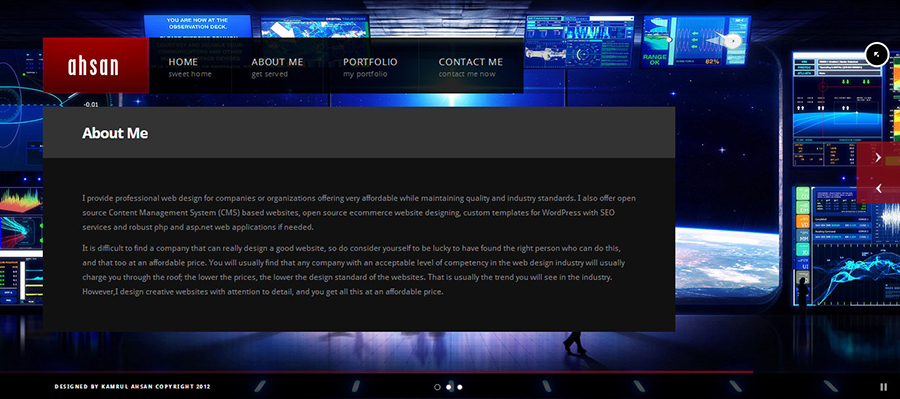 YOU ARE NOW AT THE
OBSERVATION DECK.
ahsan
HOME
sweet home
ABOUT ME
get served
PORTFOLIO
my portfolio
CONTACT ME
contact me now
RANGE
OK
82%
-0.01
About Me
I provide professional web design for companies or organizations offering very affordable while maintaining quality and industry standards. I also offer open
source Content Management System (CMS) based websites, open source ecommerce website designing, custom templates for WordPress with SEO
services and robust php and asp.net web applications if needed.
It is difficult to find a company that can really design a good website, so do consider yourself to be lucky to have found the right person who can do this,
and that too at an affordable price. You will usually find that any company with an acceptable level of competency in the web design industry will usually
charge you through the roof; the lower the prices, the lower the design standard of the websites. That is usually the trend you will see in the industry.
However,I design creative websites with attention to detail, and you get all this at an affordable price.
DESIGNED BY KAMRUL AHSAN COPYRIGHT 2012